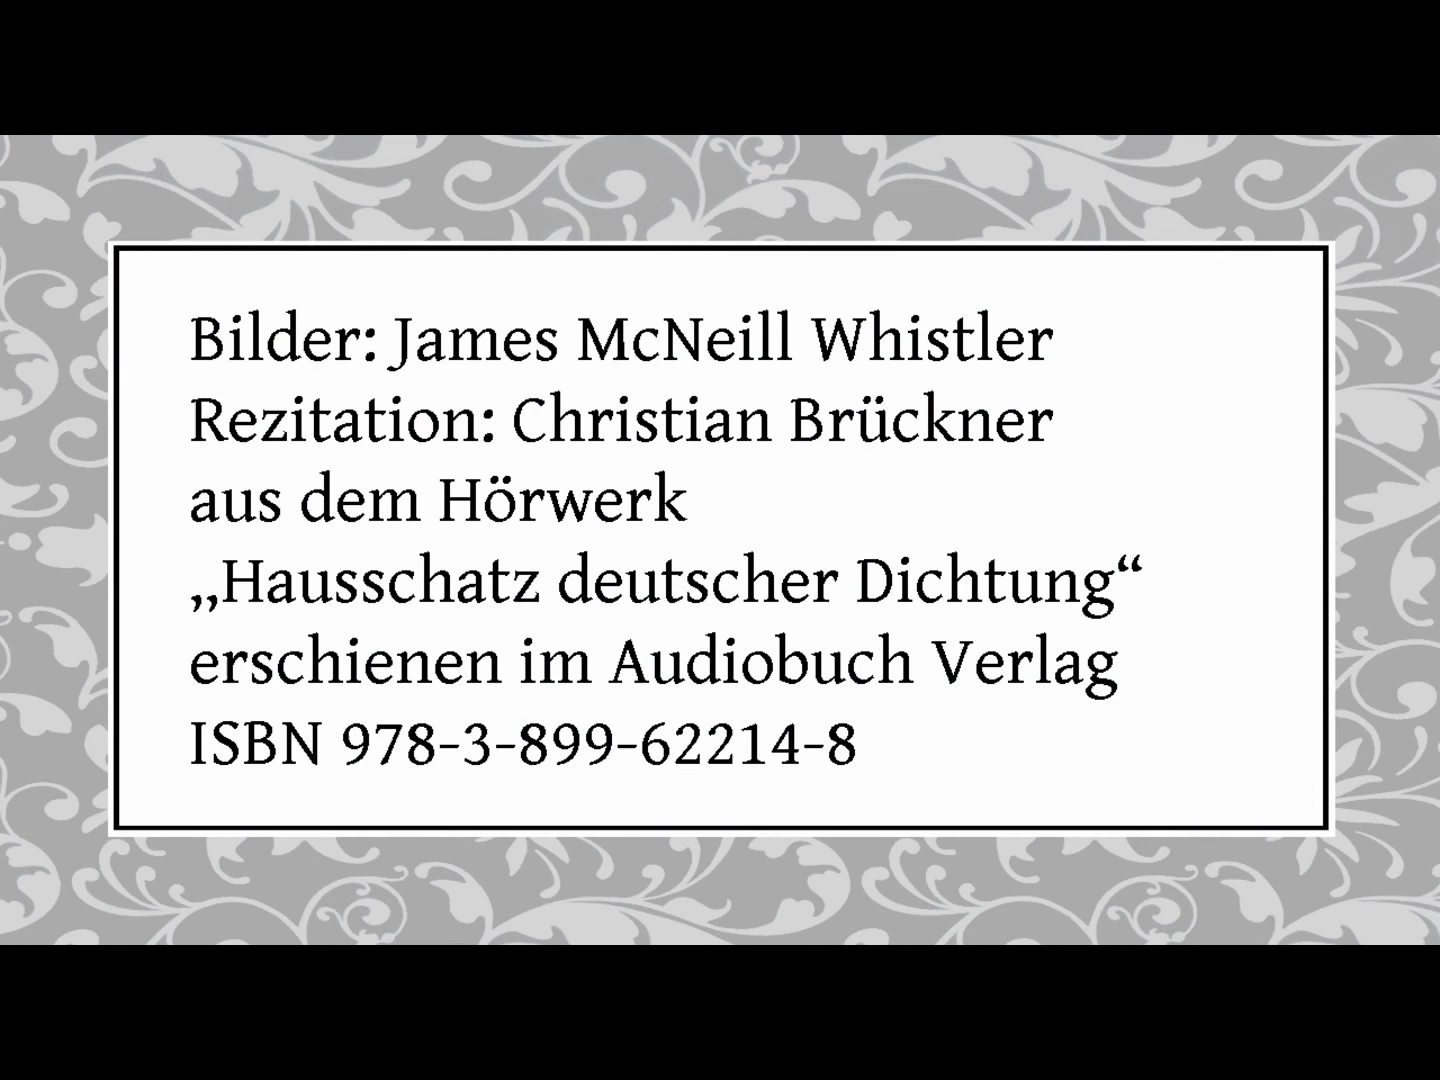 Bilder: James McNeill Whistler
Rezitation: Christian Brückner
aus dem Hörwerk
„Hausschatz deutscher Dichtung“
erschienen im Audiobuch Verlag
ISBN 978-3-899-62214-8